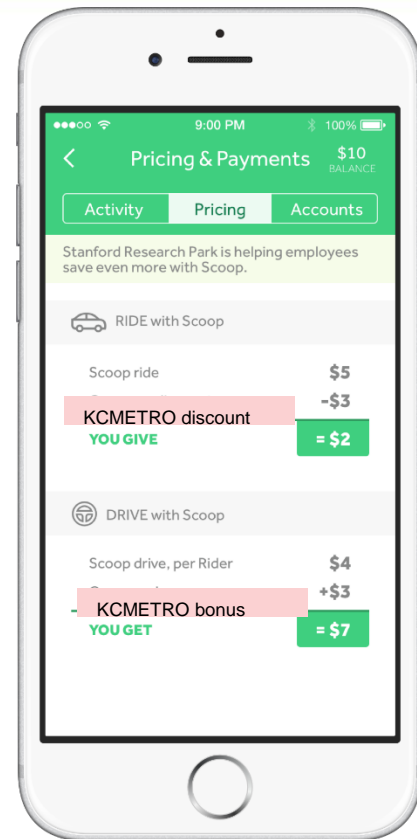 9:00 PM
100%
Pricing & Payments
$10
BALANCE
Activity
Pricing
Accounts
Stanford Research Park is helping employees
save even more with Scoop.
RIDE with Scoop
Scoop ride $5
KCMETRO discount -$3
YOU GIVE = $2
DRIVE with Scoop
Scoop drive, per Rider $4
KCMETRO bonus +$3
YOU GET = $7